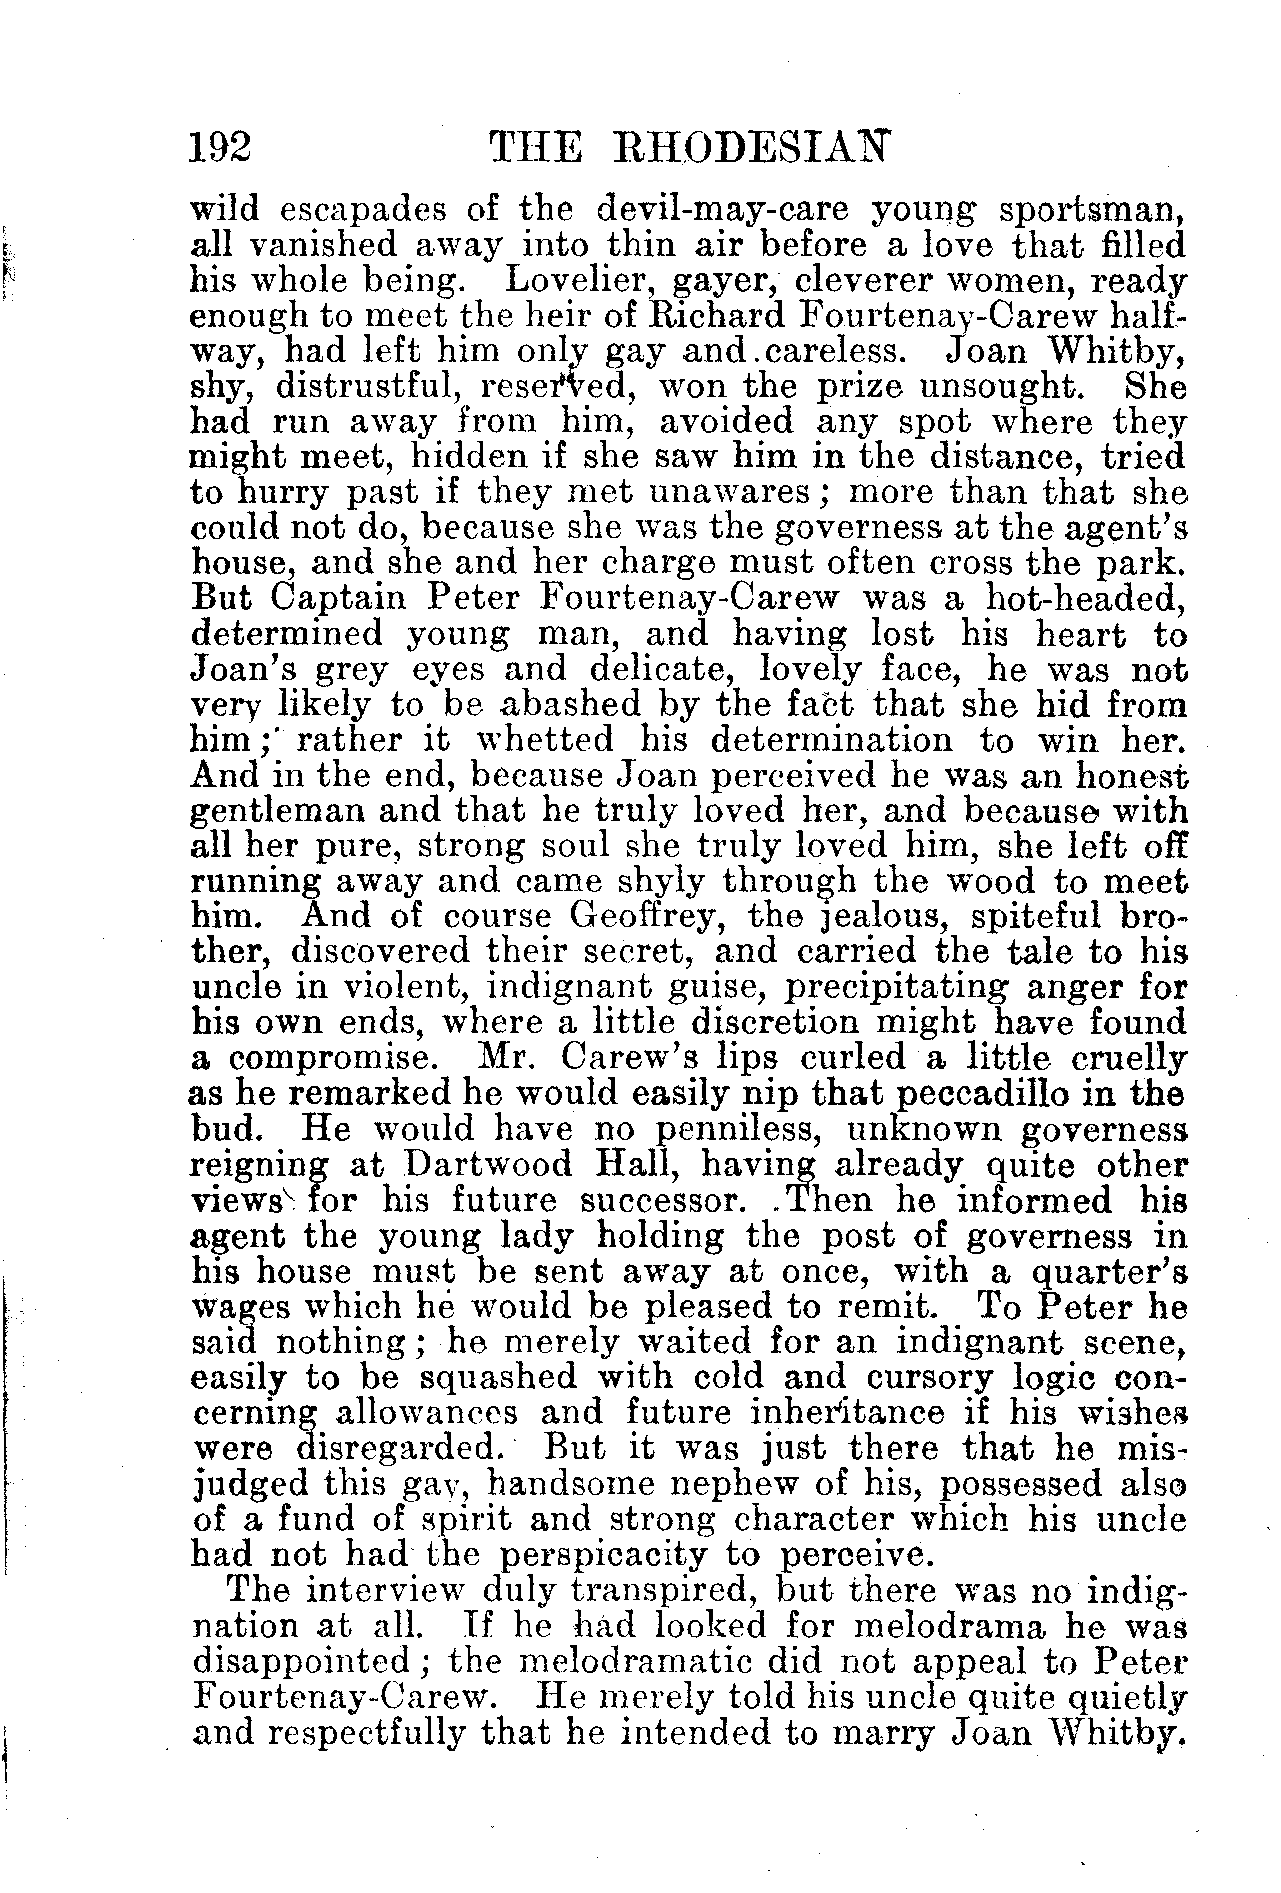 192 THE RHODESIAN
wild escapades of the devil-may-care young sportsman,
all vanished away into thin air before a love that filled
his whole being. Lovelier, gayer, cleverer women, ready
enough to meet the heir of Richard Fourtenay-Carew half-
way, had left him only gay and careless. Joan Whitby,
shy, distrustful, reserved, won the prize unsought. She
had run away from him, avoided any spot where they
might meet, hidden if she saw him in the distance, tried
to hurry past if they met unawares; more than that she
could not do, because she was the governess at the agent's
house, and she and her charge must often cross the park.
But Captain Peter Fourtenay-Carew was a hot-headed,
determined young man, and having lost his heart to
Joan's grey eyes and delicate, lovely face, he was not
very likely to be abashed by the fact that she hid from
him; rather it whetted his determination to win her.
And in the end, because Joan perceived he was an honest
gentleman and that he truly loved her, and because with
all her pure, strong soul she truly loved him, she left off
running away and came shyly through the wood to meet
him. And of course Geoffrey, the jealous, spiteful bro-
ther, discovered their secret, and carried the tale to his
uncle in violent, indignant guise, precipitating anger for
his own ends, where a little discretion might have found
a compromise. Mr. Carew's lips curled a little cruelly
as he remarked he would easily nip that peccadillo in the
bud. He would have no penniless, unknown governess
reigning at Dartwood Hall, having already quite other
views for his future successor. Then he informed his
agent the young lady holding the post of governess in
his house must be sent away at once, with a quarter's
wages which he would be pleased to remit. To Peter he
said nothing; he merely waited for an indignant scene,
easily to be squashed with cold and cursory logic con-
cerning allowances and future inheritance if his wishes
were disregarded. But it was just there that he mis-
judged this gay, handsome nephew of his, possessed also
of a fund of spirit and strong character which his uncle
had not had the perspicacity to perceive.
The interview duly transpired, but there was no indig-
nation at all. If he had looked for melodrama he was
disappointed; the melodramatic did not appeal to Peter
Fourtenay-Carew. He merely told his uncle quite quietly
and respectfully that he intended to marry Joan Whitby.